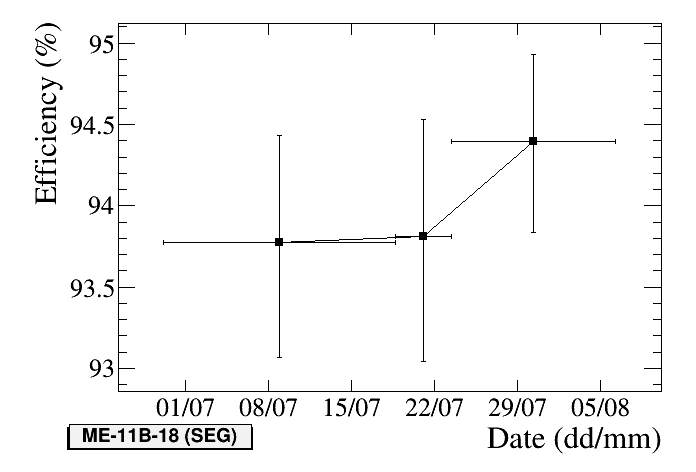 Efficiency (%)
95
94.5
94
93.5
93
01/07 08/07 15/07 22/07 29/07 05/08
ME-11B-18 (SEG)
Date (dd/mm)